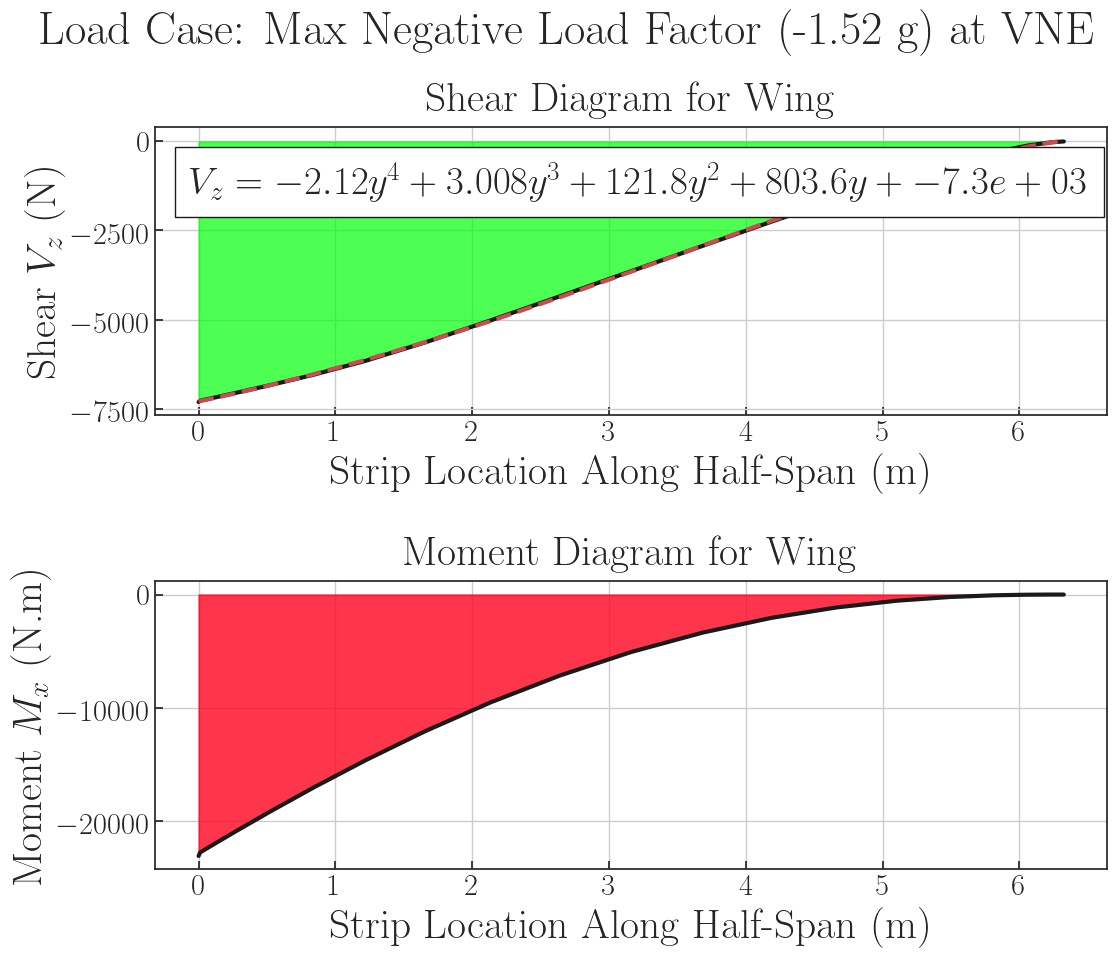 Load Case: Max Negative Load Factor (-1.52 g) at VNE
Shear Diagram for Wing
Shear V_z (N)
0
−2500
−5000
−7500
V_z = −2.12y^4 + 3.008y^3 + 121.8y^2 + 803.6y + −7.3e + 03
0 1 2 3 4 5 6
Strip Location Along Half-Span (m)
Moment Diagram for Wing
Moment M_x (N.m)
0
−10000
−20000
0 1 2 3 4 5 6
Strip Location Along Half-Span (m)